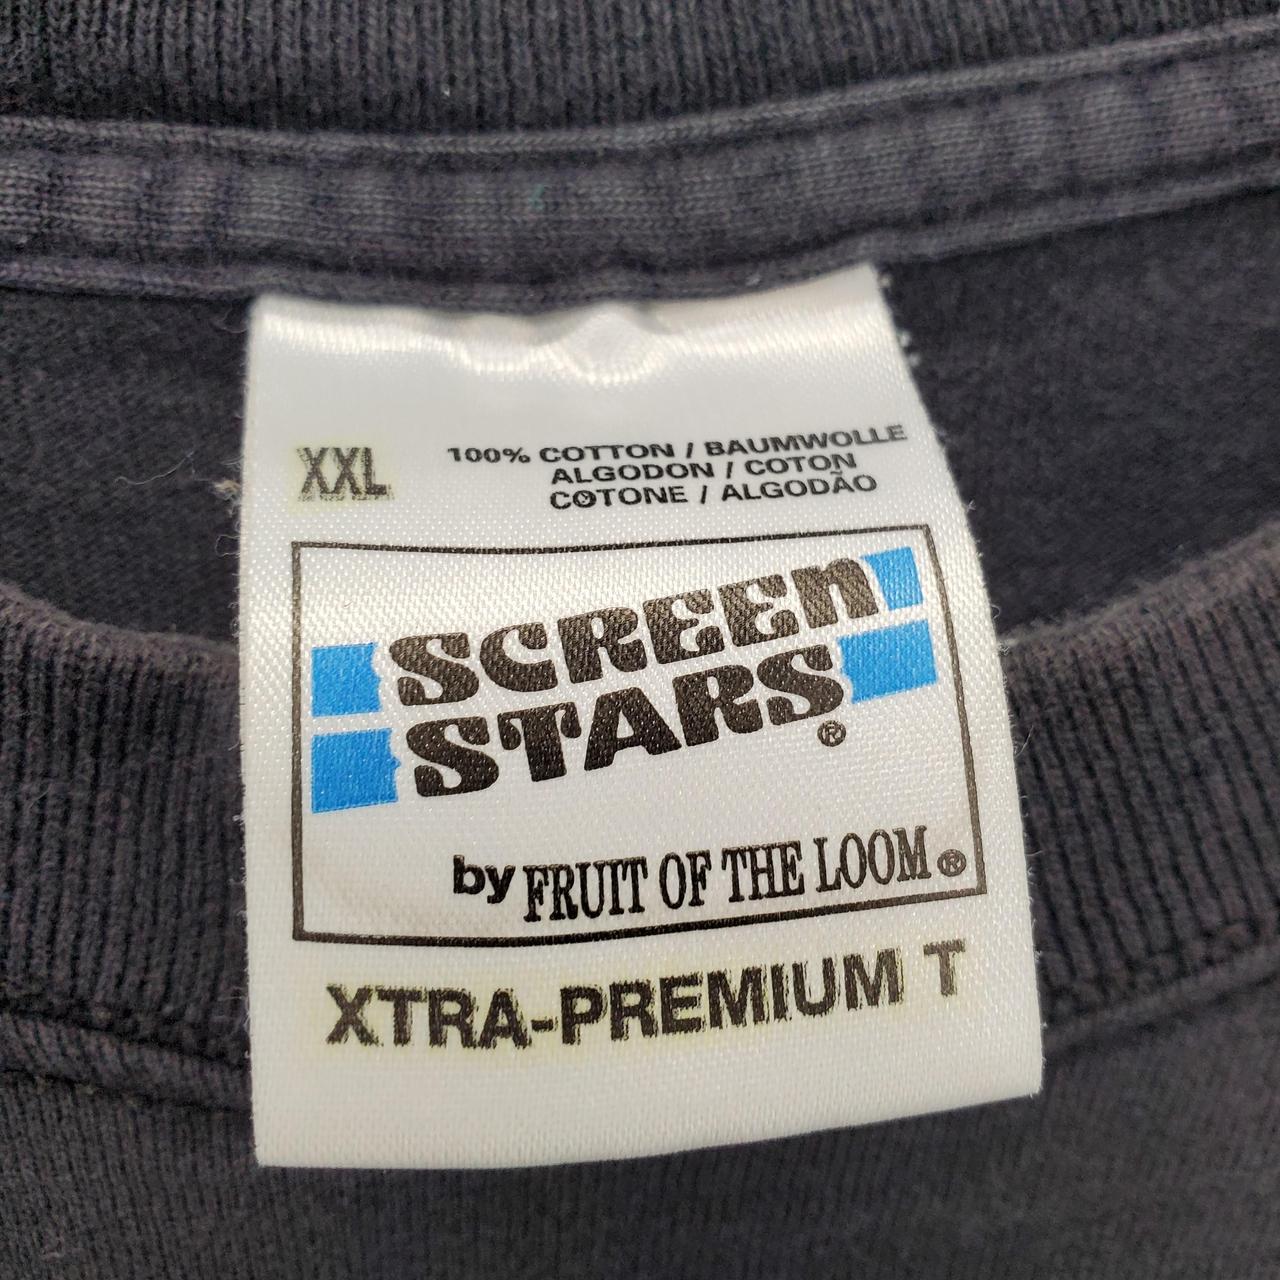 XXL
100% COTTON / BAUMWOLLE
ALGODON / COTON
COTONE / ALGODÃO
SCREEN
STARS®
by FRUIT OF THE LOOM®
XTRA-PREMIUM T